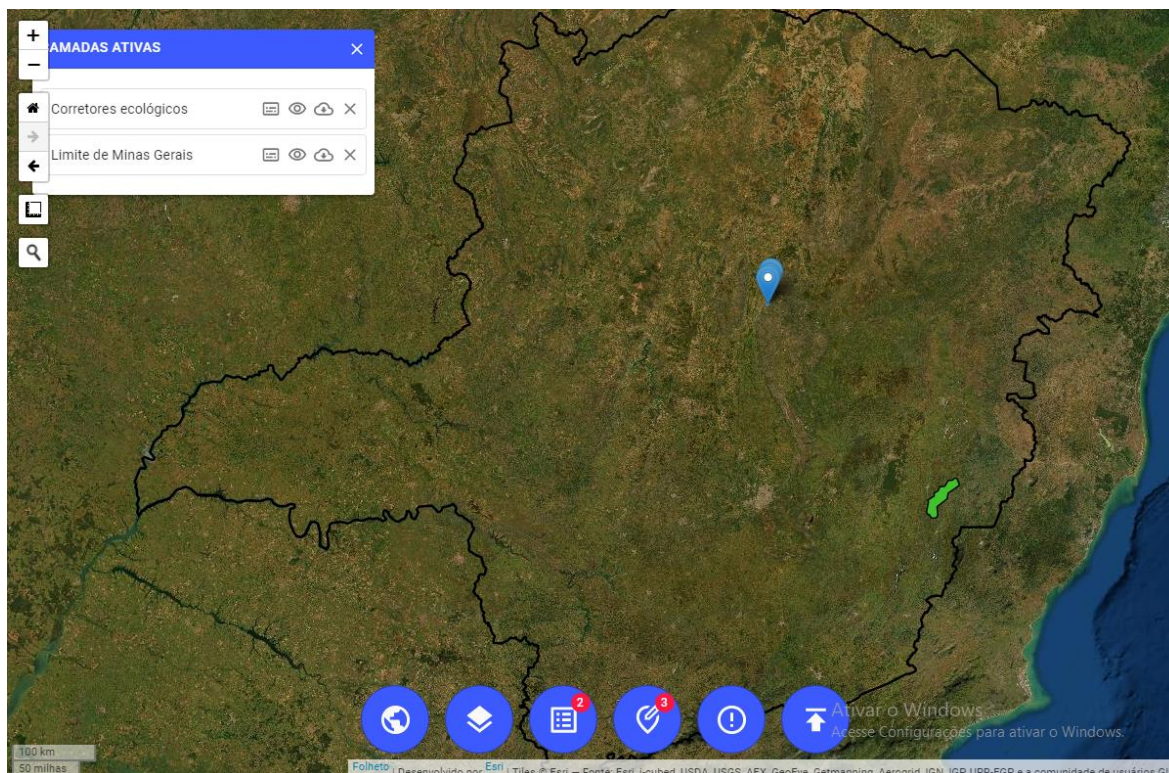 +
AMADAS ATIVAS
−
Corretores ecológicos
Limite de Minas Gerais
2
3
Ativar o Windows
Acesse Configurações para ativar o Windows.
100 km
50 milhas
Folheto | Desenvolvido por Esri | Tiles © Esri — Fonte: Esri, i-cubed, USDA, USGS, AEX, GeoEye, Getmapping, Aerogrid, IGN, IGP, UPR-EGP e a comunidade de usuários